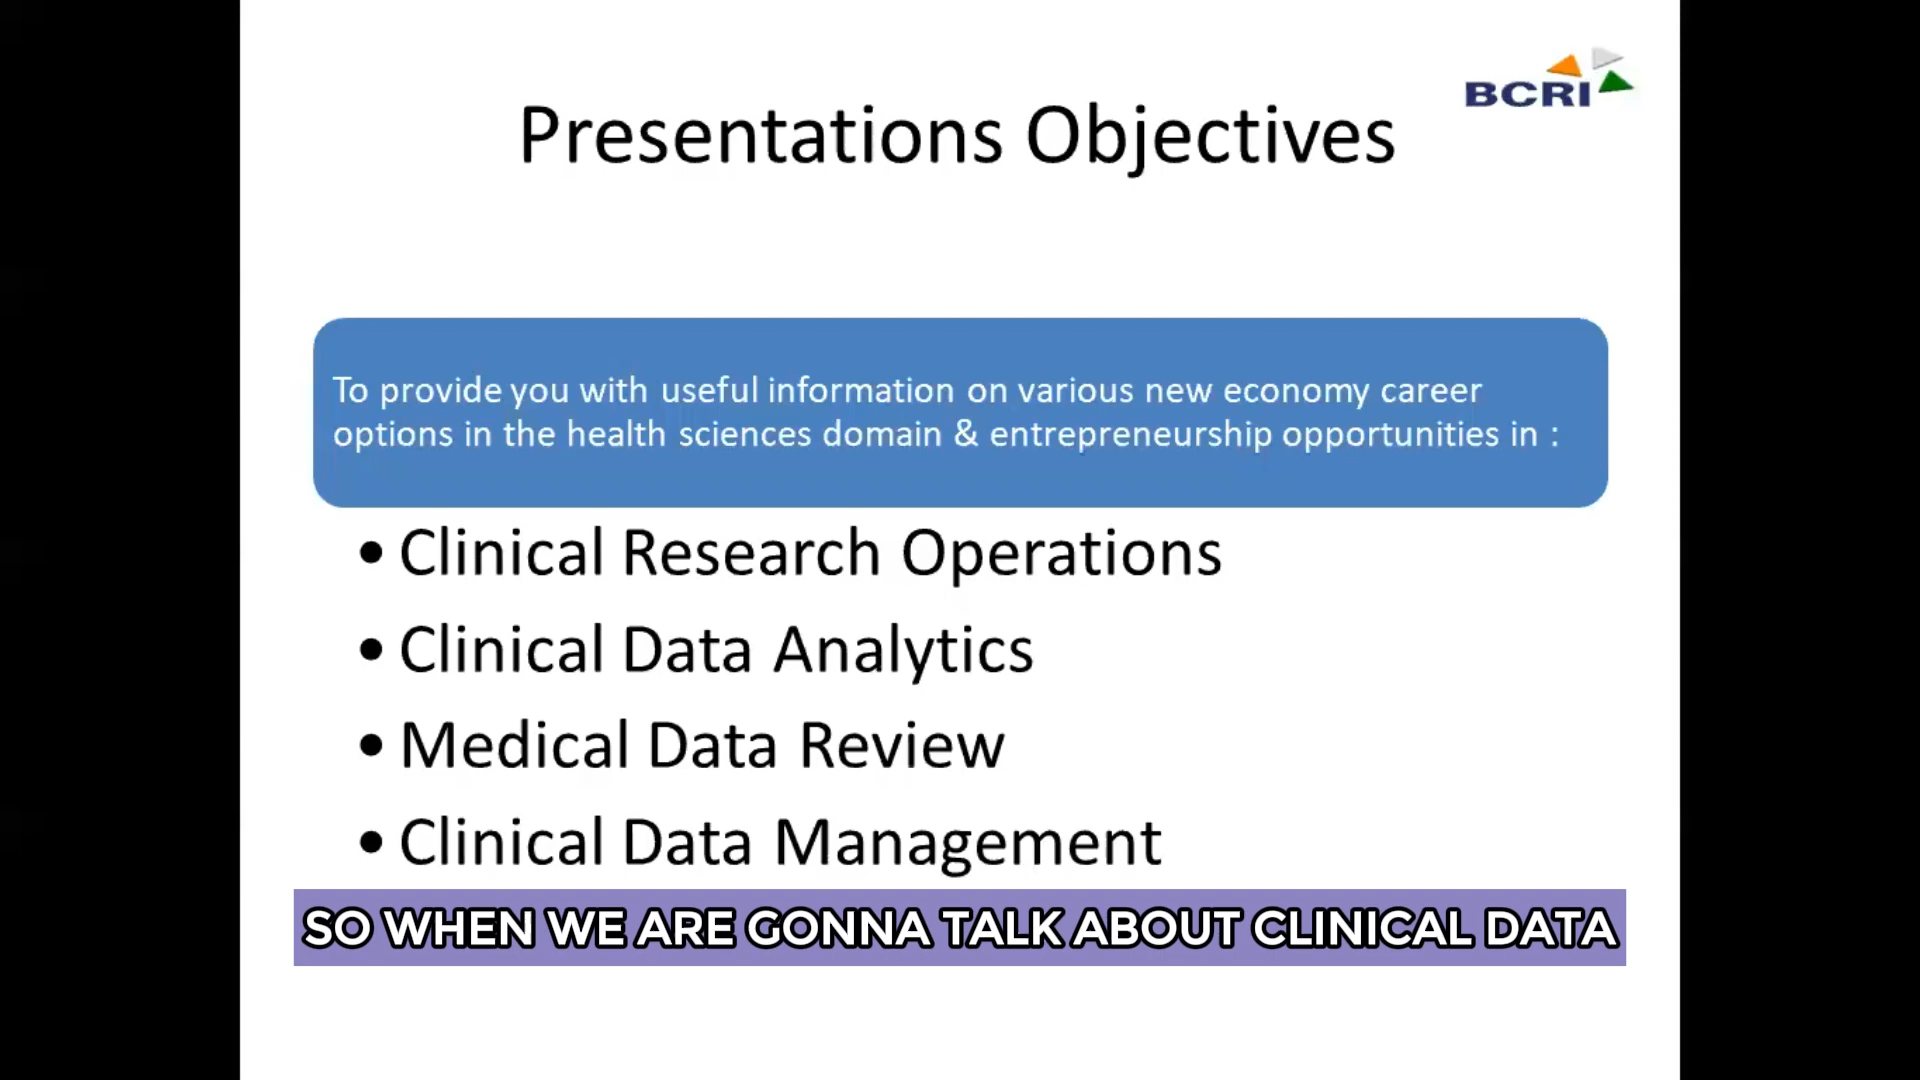 BCRI
Presentations Objectives
To provide you with useful information on various new economy career
options in the health sciences domain & entrepreneurship opportunities in :
• Clinical Research Operations
• Clinical Data Analytics
• Medical Data Review
• Clinical Data Management
SO WHEN WE ARE GONNA TALK ABOUT CLINICAL DATA